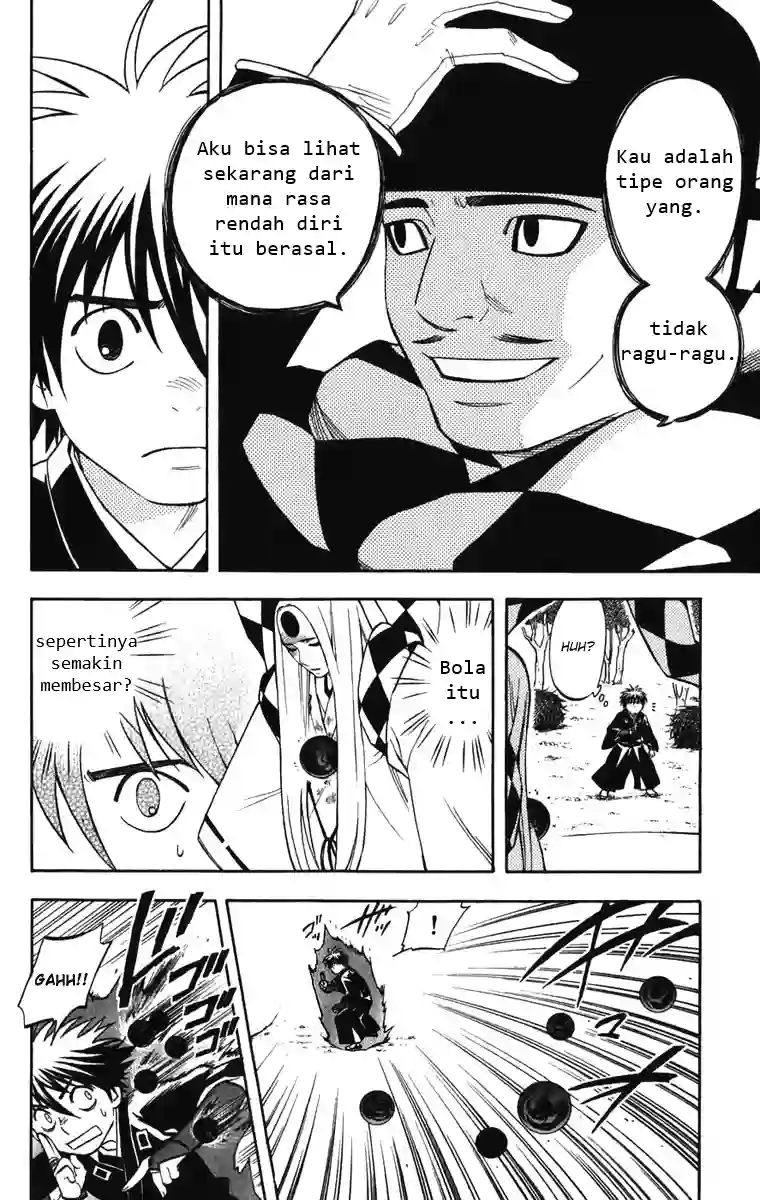 Kau adalah
tipe orang
yang.
tidak
ragu-ragu.
Aku bisa lihat
sekarang dari
mana rasa
rendah diri
itu berasal.
HUH?
Bola
itu
...
sepertinya
semakin
membesar?
!
GAHH!!